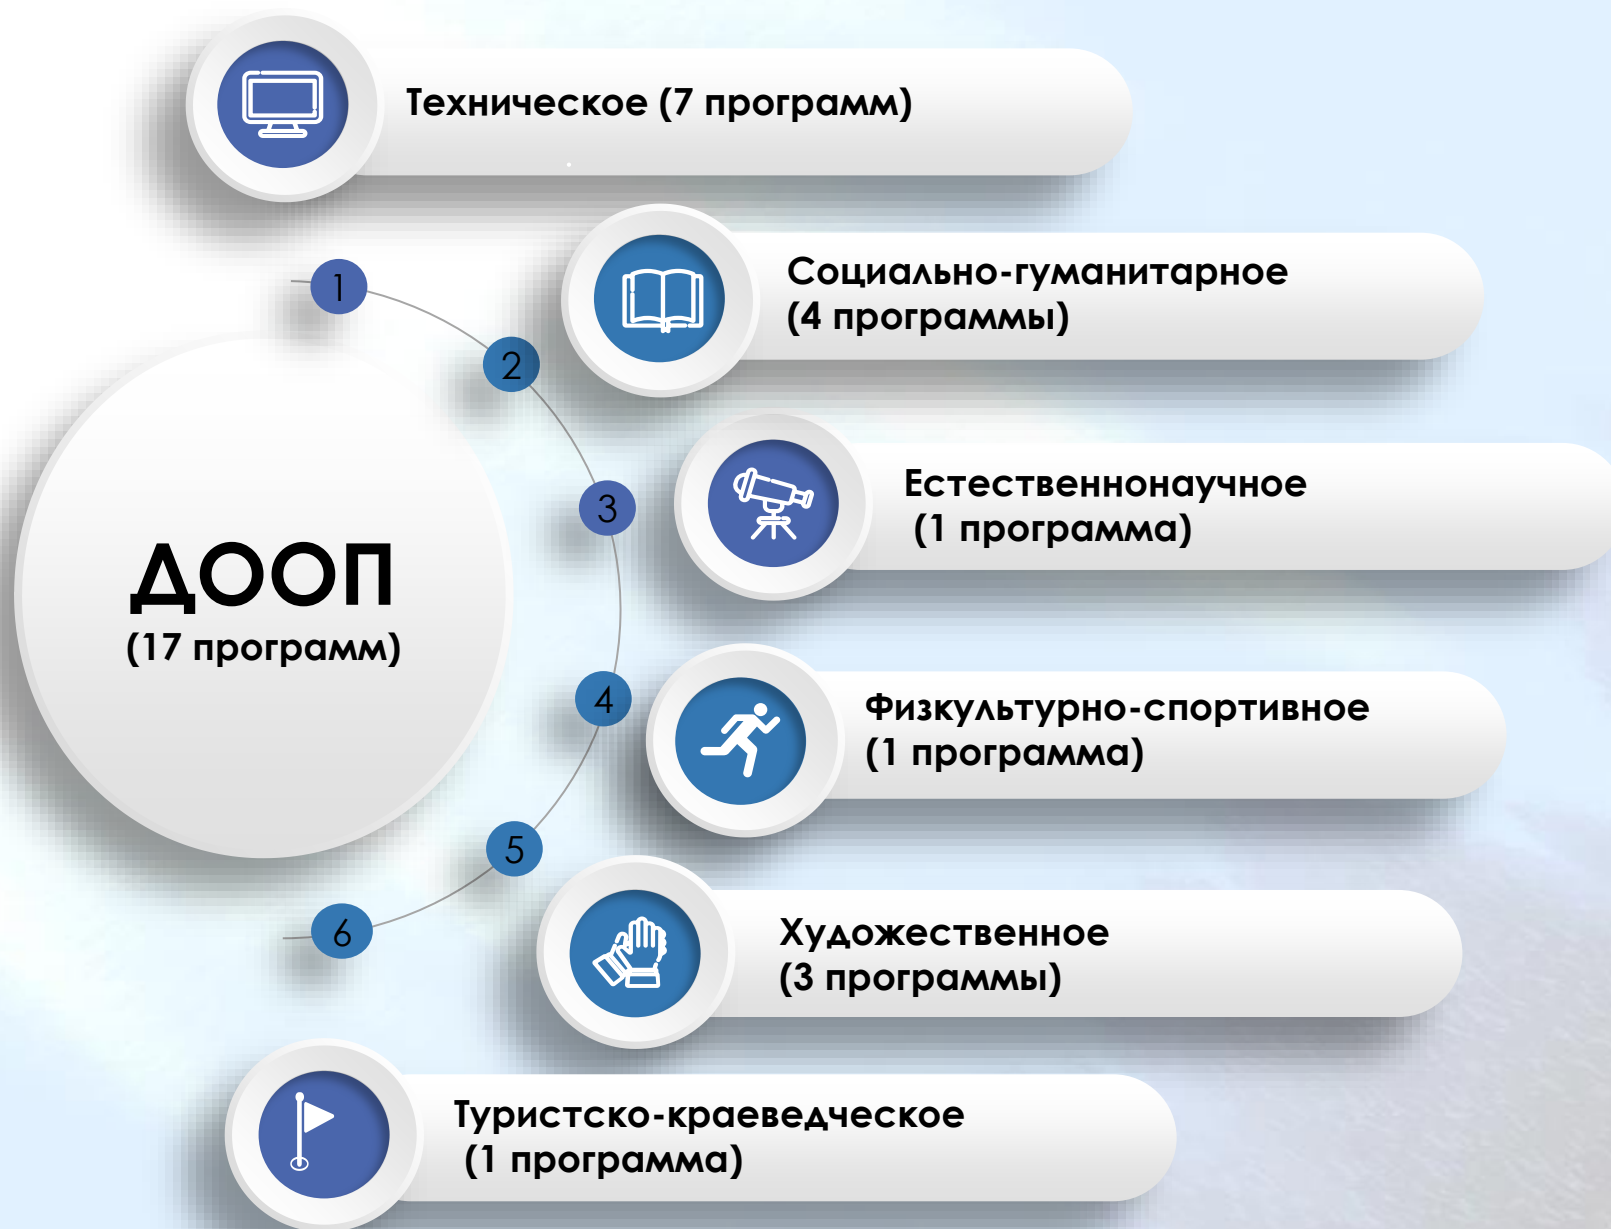 Техническое (7 программ)
1
Социально-гуманитарное
(4 программы)
2
Естественнонаучное
(1 программа)
3
ДООП
(17 программ)
4
Физкультурно-спортивное
(1 программа)
5
Художественное
(3 программы)
6
Туристско-краеведческое
(1 программа)